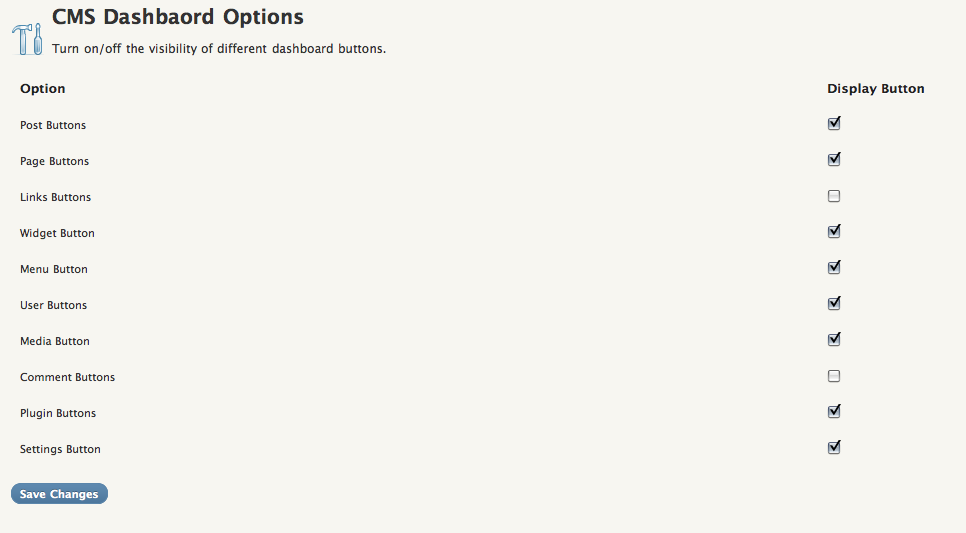 CMS Dashbaord Options
Turn on/off the visibility of different dashboard buttons.
Option Display Button
Post Buttons
Page Buttons
Links Buttons
Widget Button
Menu Button
User Buttons
Media Button
Comment Buttons
Plugin Buttons
Settings Button
Save Changes